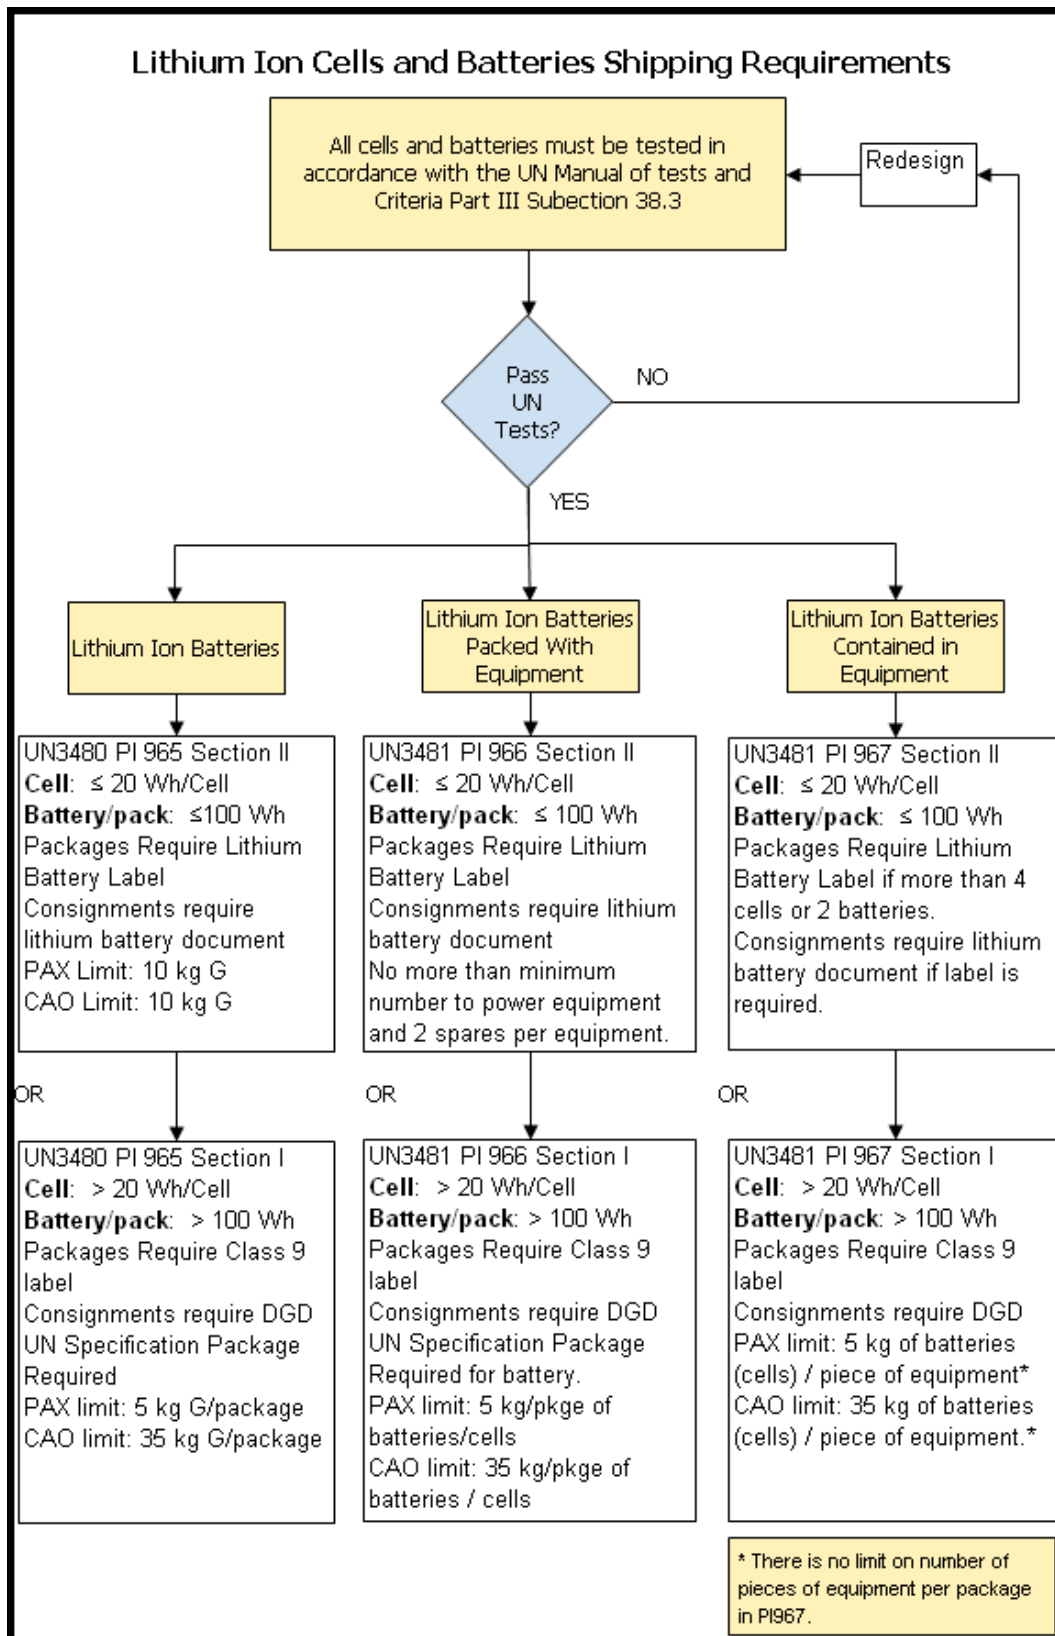 Lithium Ion Cells and Batteries Shipping Requirements
All cells and batteries must be tested in
accordance with the UN Manual of tests and
Criteria Part III Subection 38.3
Redesign
Pass
UN
Tests?
NO
YES
Lithium Ion Batteries
Lithium Ion Batteries
Packed With
Equipment
Lithium Ion Batteries
Contained in
Equipment
UN3480 PI 965 Section II
Cell: ≤ 20 Wh/Cell
Battery/pack: ≤100 Wh
Packages Require Lithium
Battery Label
Consignments require
lithium battery document
PAX Limit: 10 kg G
CAO Limit: 10 kg G
UN3481 PI 966 Section II
Cell: ≤ 20 Wh/Cell
Battery/pack: ≤ 100 Wh
Packages Require Lithium
Battery Label
Consignments require lithium
battery document
No more than minimum
number to power equipment
and 2 spares per equipment.
UN3481 PI 967 Section II
Cell: ≤ 20 Wh/Cell
Battery/pack: ≤ 100 Wh
Packages Require Lithium
Battery Label if more than 4
cells or 2 batteries.
Consignments require lithium
battery document if label is
required.
OR
OR
OR
UN3480 PI 965 Section I
Cell: > 20 Wh/Cell
Battery/pack: > 100 Wh
Packages Require Class 9
label
Consignments require DGD
UN Specification Package
Required
PAX limit: 5 kg G/package
CAO limit: 35 kg G/package
UN3481 PI 966 Section I
Cell: > 20 Wh/Cell
Battery/pack: > 100 Wh
Packages Require Class 9
label
Consignments require DGD
UN Specification Package
Required for battery.
PAX limit: 5 kg/pkge of
batteries/cells
CAO limit: 35 kg/pkge of
batteries / cells
UN3481 PI 967 Section I
Cell: > 20 Wh/Cell
Battery/pack: > 100 Wh
Packages Require Class 9
label
Consignments require DGD
PAX limit: 5 kg of batteries
(cells) / piece of equipment*
CAO limit: 35 kg of batteries
(cells) / piece of equipment.*
* There is no limit on number of
pieces of equipment per package
in PI967.